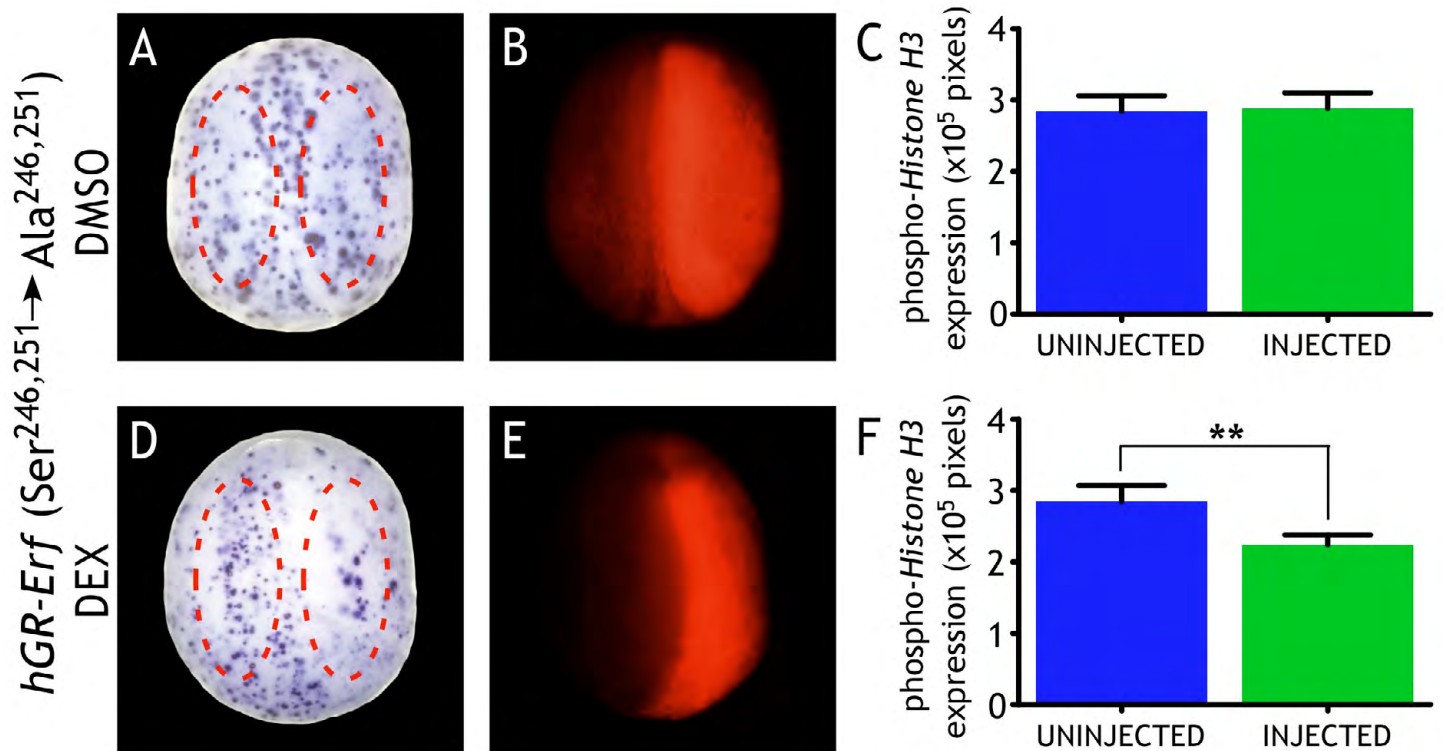 hGR-Erf (Ser246,251→Ala246,251)
DMSO
A
B
C
phospho-Histone H3
expression (x10⁵ pixels)
4
3
2
1
0
UNINJECTED
INJECTED
DEX
D
E
F
phospho-Histone H3
expression (x10⁵ pixels)
4
3
2
1
0
**
UNINJECTED
INJECTED